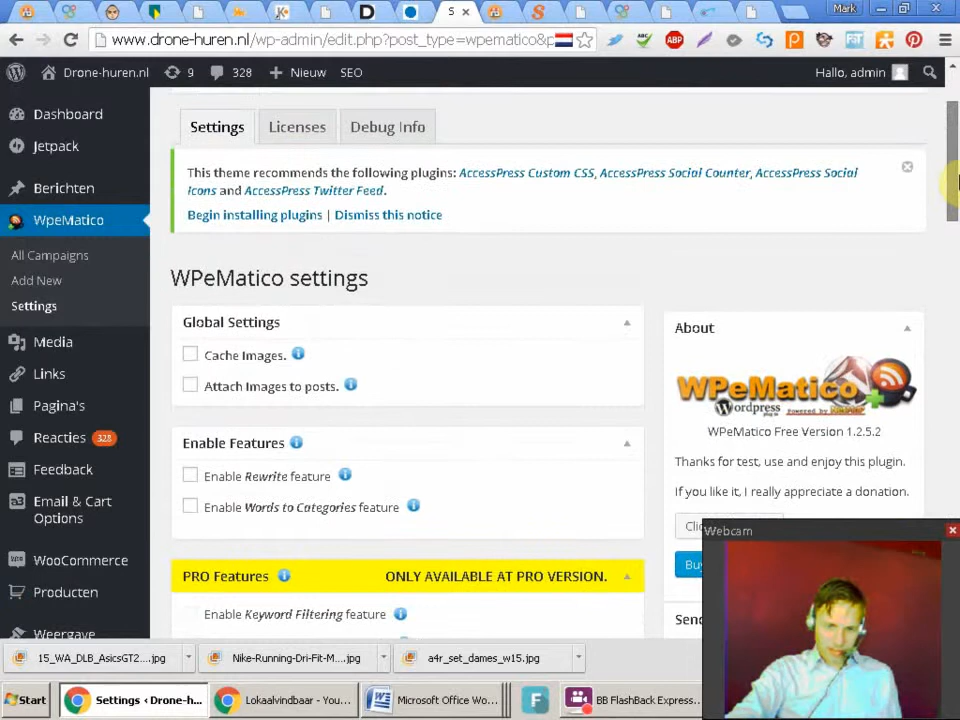 5
Mark
www.drone-huren.nl/wp-admin/edit.php?post_type=wpematico&p
ABP
Drone-huren.nl
9
328
Nieuw
SEO
Hallo, admin
Dashboard
Jetpack
Berichten
WpeMatico
All Campaigns
Add New
Settings
Media
Links
Pagina's
Reacties 328
Feedback
Email & Cart
Options
WooCommerce
Producten
Weergave
Settings
Licenses
Debug Info
This theme recommends the following plugins: AccessPress Custom CSS, AccessPress Social Counter, AccessPress Social
Icons and AccessPress Twitter Feed.
Begin installing plugins | Dismiss this notice
WPeMatico settings
Global Settings
Cache Images.
Attach Images to posts.
Enable Features
Enable Rewrite feature
Enable Words to Categories feature
PRO Features ONLY AVAILABLE AT PRO VERSION.
Enable Keyword Filtering feature
About
WPeMatico
Wordpress
WPeMatico Free Version 1.2.5.2
Thanks for test, use and enjoy this plugin.
If you like it, I really appreciate a donation.
Webcam
15_WA_DLB_AsicsGT2....jpg
Nike-Running-Dri-Fit-M....jpg
a4r_set_dames_w15.jpg
Start
Settings ‹ Drone-h...
Lokaalvindbaar - You...
Microsoft Office Wo...
F
BB FlashBack Express...